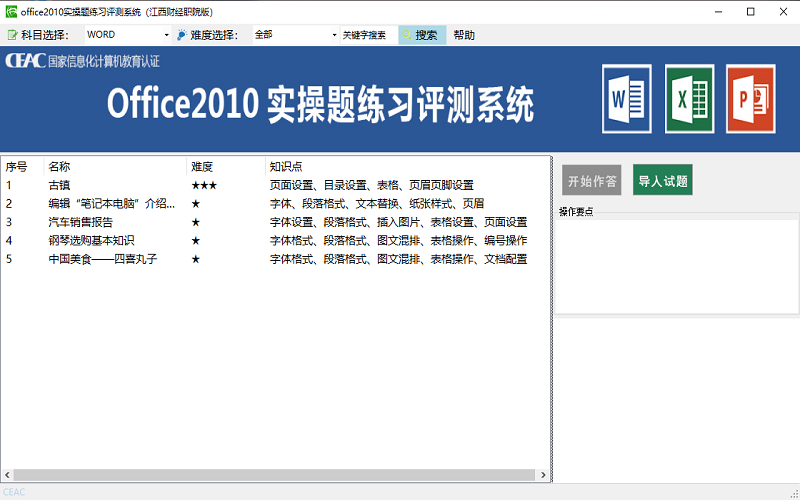 office2010实操题练习评测系统（江西财经职院版）
科目选择： WORD 难度选择： 全部 关键字搜索 搜索 帮助
CEAC 国家信息化计算机教育认证
Office2010 实操题练习评测系统
W X P
序号 名称 难度 知识点
1 古镇 ★★★ 页面设置、目录设置、表格、页眉页脚设置
2 编辑“笔记本电脑”介绍... ★ 字体、段落格式、文本替换、纸张样式、页眉
3 汽车销售报告 ★ 字体设置、段落格式、插入图片、表格设置、页面设置
4 钢琴选购基本知识 ★ 字体格式、段落格式、图文混排、表格操作、编号操作
5 中国美食——四喜丸子 ★ 字体格式、段落格式、图文混排、表格操作、文档配置
开始作答 导入试题
操作要点
CEAC